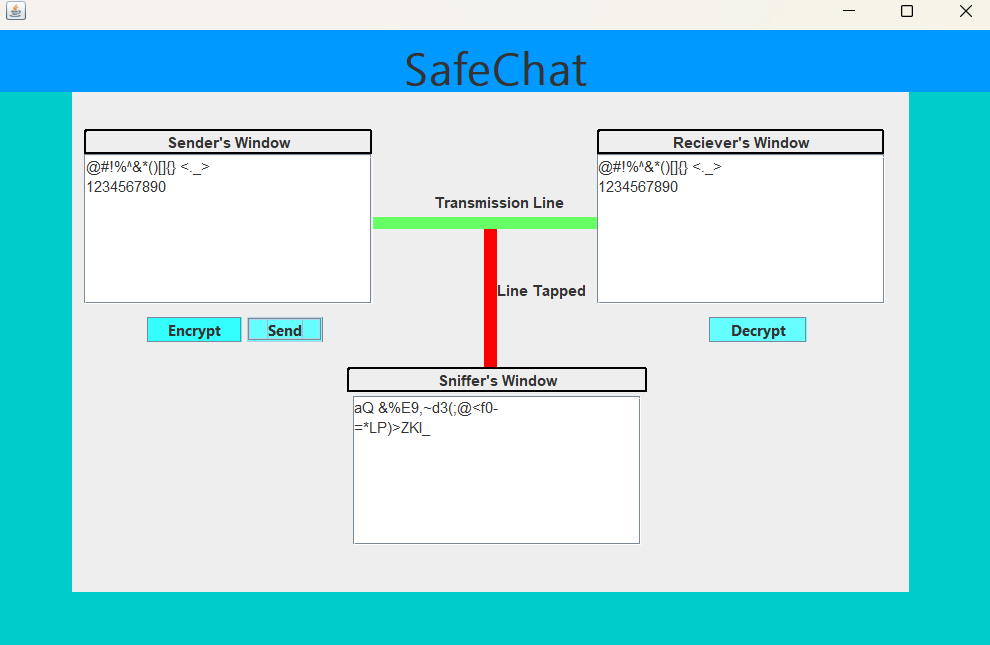 SafeChat
Sender's Window
Reciever's Window
@#!%^&*()[]{} <._>
1234567890
@#!%^&*()[]{} <._>
1234567890
Transmission Line
Line Tapped
Encrypt
Send
Decrypt
Sniffer's Window
aQ &%E9,~d3(;@<f0-
=*LP)>ZKl_